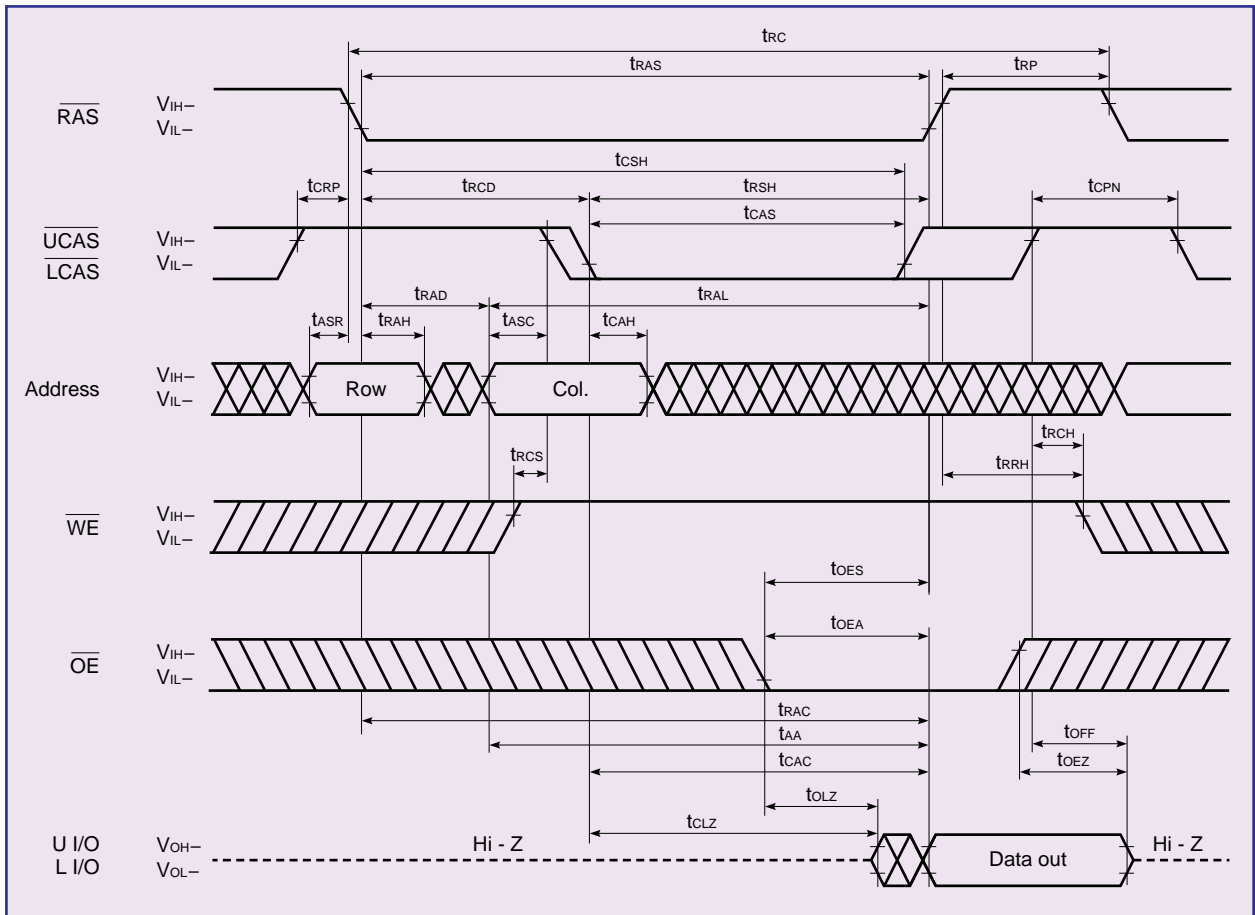 tRC
tRAS tRP
RAS VIH–
VIL–
tCSH
tCRP tRCD tRSH tCPN
tCAS
UCAS VIH–
LCAS VIL–
tRAD tRAL
tASR tRAH tASC tCAH
Address VIH–
VIL–
Row Col.
tRCH
tRCS tRRH
WE VIH–
VIL–
tOES
tOEA
OE VIH–
VIL–
tRAC
tAA tOFF
tCAC tOEZ
tOLZ
tCLZ
U I/O VOH–
L I/O VOL–
Hi - Z Data out Hi - Z